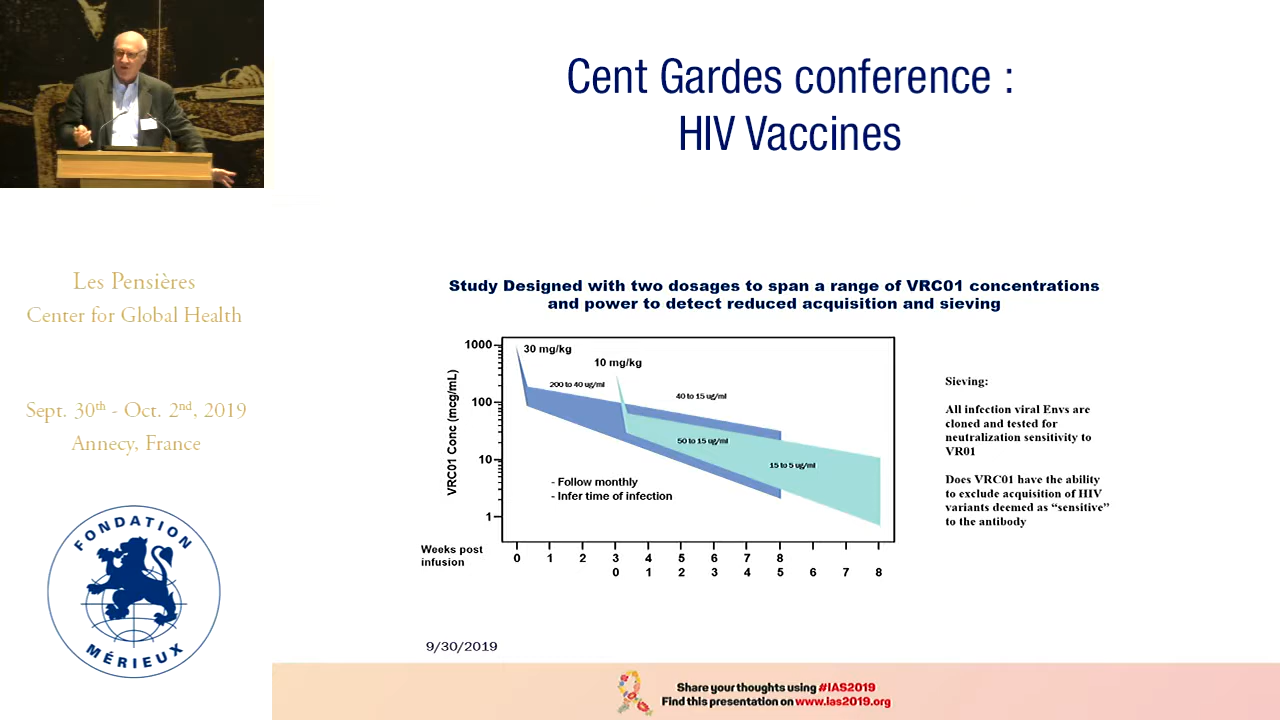 Cent Gardes conference :
HIV Vaccines
Les Pensières
Center for Global Health
Sept. 30th - Oct. 2nd, 2019
Annecy, France
FONDATION
MÉRIEUX
Study Designed with two dosages to span a range of VRC01 concentrations
and power to detect reduced acquisition and sieving
VRC01 Conc (mcg/mL)
1000
100
10
1
30 mg/kg
10 mg/kg
200 to 40 ug/ml
40 to 15 ug/ml
50 to 15 ug/ml
15 to 5 ug/ml
- Follow monthly
- Infer time of infection
Weeks post
infusion
0 1 2 3 4 5 6 7 8 6 7 8
0 1 2 3 4 5
Sieving:
All infection viral Envs are
cloned and tested for
neutralization sensitivity to
VR01
Does VRC01 have the ability
to exclude acquisition of HIV
variants deemed as “sensitive”
to the antibody
9/30/2019
Share your thoughts using #IAS2019
Find this presentation on www.ias2019.org